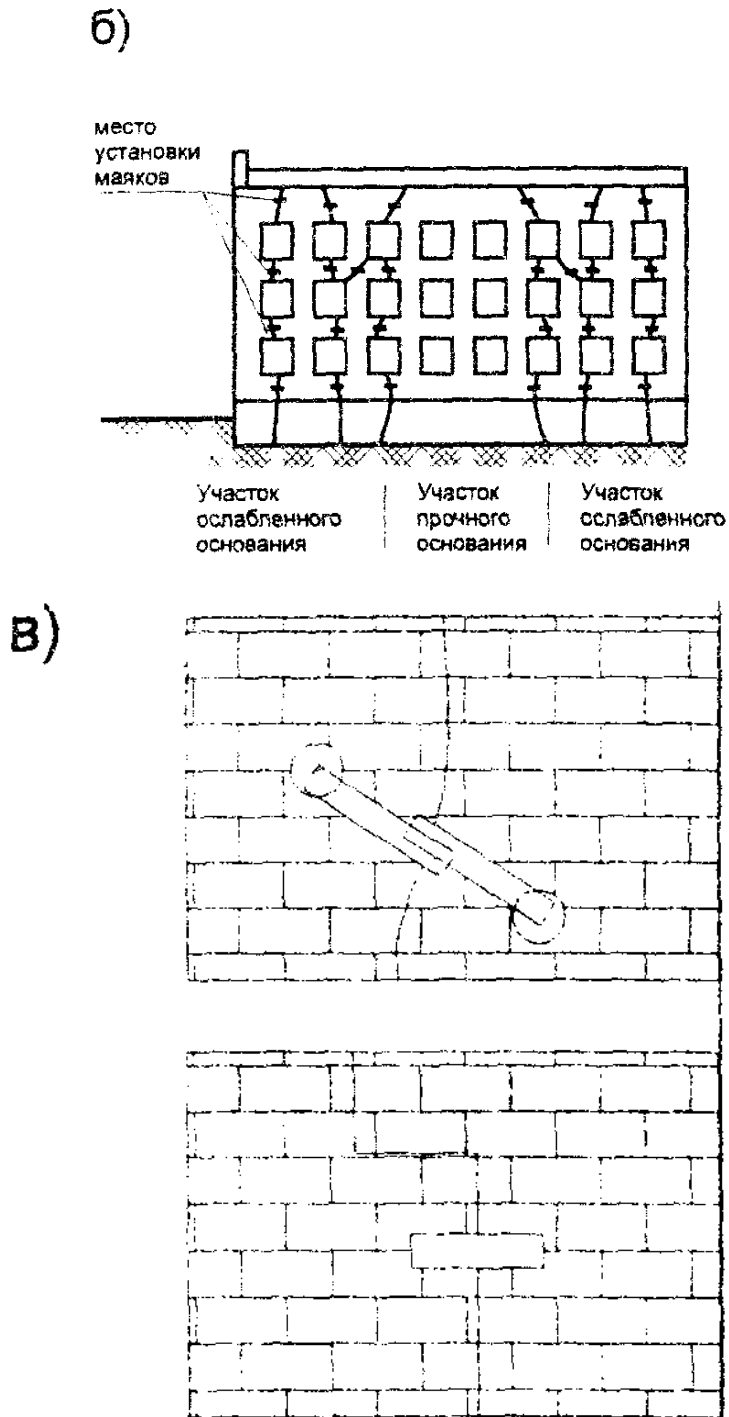 б)
место
установки
маяков
Участок
ослабленного
основания
Участок
прочного
основания
Участок
ослабленного
основания
в)